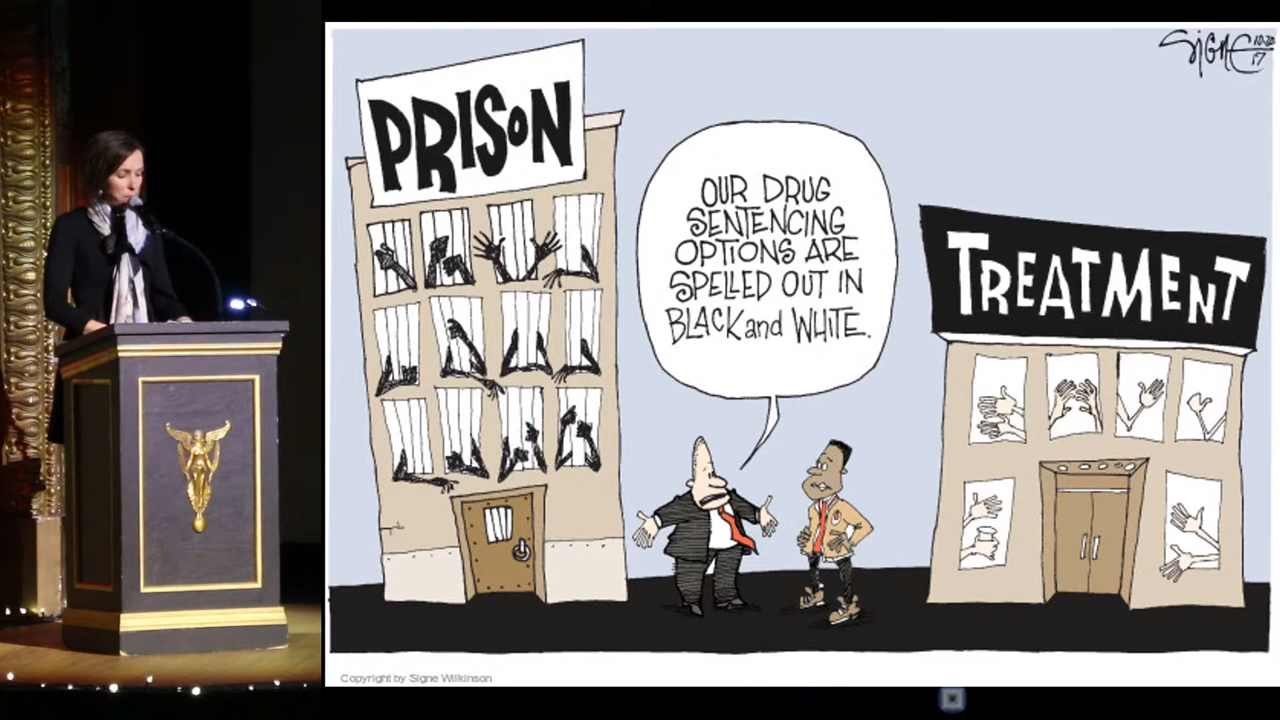 PRISON
SIGNE
OUR DRUG
SENTENCING
OPTIONS ARE
SPELLED OUT IN
BLACK and WHITE.
TREATMENT
Copyright by Signe Wilkinson